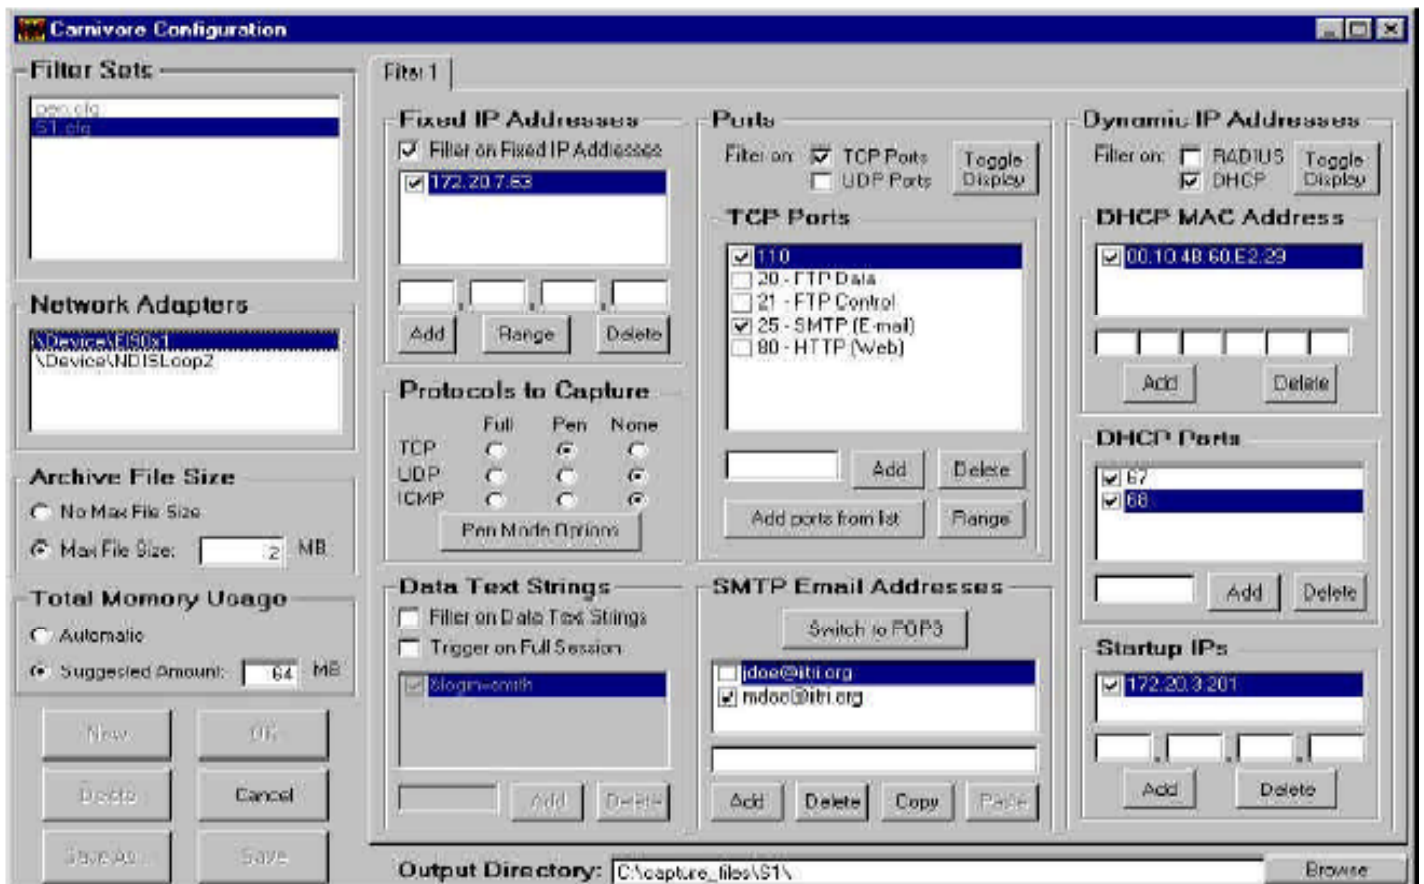 Carnivore Configuration
Filter Sets
pen.cfg
S1.cfg
Network Adapters
\Device\El90x1
\Device\NDISLoop2
Archive File Size
No Max File Size
Max File Size: 2 MB
Total Memory Usage
Automatic
Suggested Amount: 64 MB
New
OK
Delete
Cancel
Save As...
Save
Filter 1
Fixed IP Addresses
Filter on Fixed IP Addresses
172.20.7.63
Add
Range
Delete
Protocols to Capture
Full Pen None
TCP
UDP
ICMP
Pen Mode Options
Data Text Strings
Filter on Data Text Strings
Trigger on Full Session
&login=smith
Add
Delete
Ports
Filter on: TCP Ports
UDP Ports
Toggle
Display
TCP Ports
110
20 - FTP Data
21 - FTP Control
25 - SMTP (E-mail)
80 - HTTP (Web)
Add
Delete
Add ports from list
Range
SMTP Email Addresses
Switch to POP3
jdoe@iitri.org
mdoe@iitri.org
Add
Delete
Copy
Paste
Dynamic IP Addresses
Filter on: RADIUS
DHCP
Toggle
Display
DHCP MAC Address
00.10.4B.60.E2.29
Add
Delete
DHCP Ports
67
68
Add
Delete
Startup IPs
172.20.3.201
Add
Delete
Output Directory: C:\capture_files\S1\
Browse